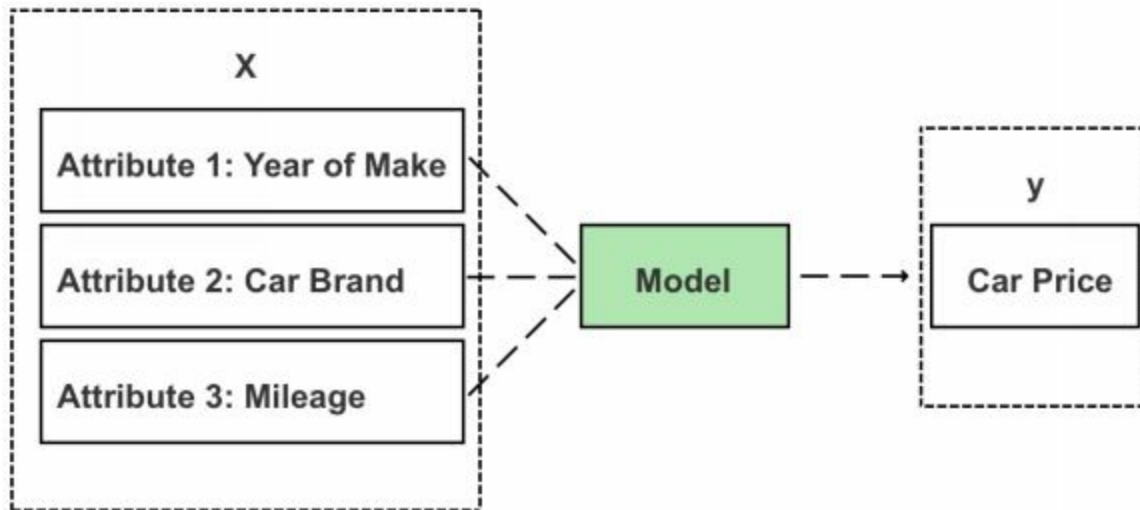 X
Attribute 1: Year of Make
Attribute 2: Car Brand
Attribute 3: Mileage
Model
y
Car Price